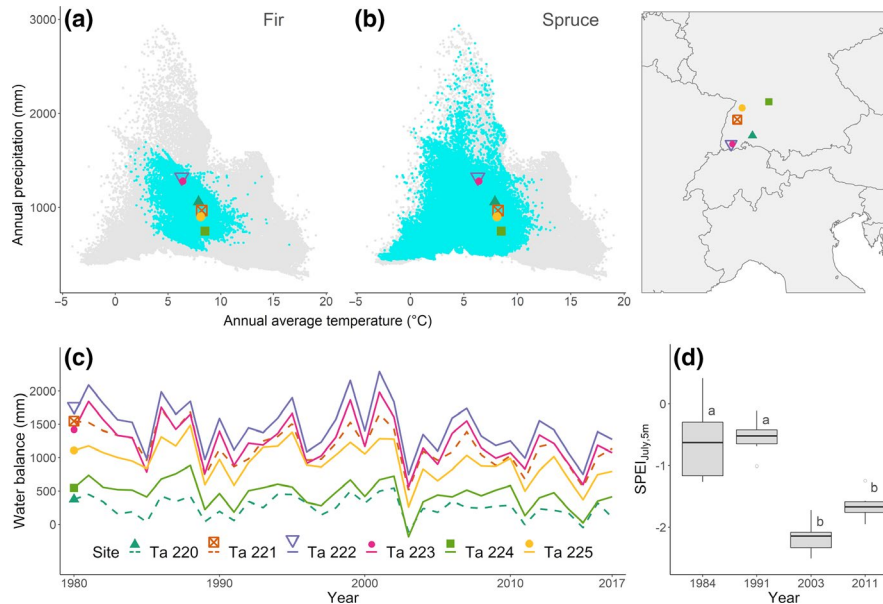 (a) Fir
(b) Spruce
Annual precipitation (mm)
3000
2000
1000
−5 0 5 10 15 20
−5 0 5 10 15 20
Annual average temperature (°C)
(c)
Water balance (mm)
2000
1500
1000
500
0
Site Ta 220 Ta 221 Ta 222 Ta 223 Ta 224 Ta 225
1980 1990 2000 2010 2017
Year
(d)
SPEI July,5m
0
−1
−2
a
a
b
b
1984 1991 2003 2011
Year